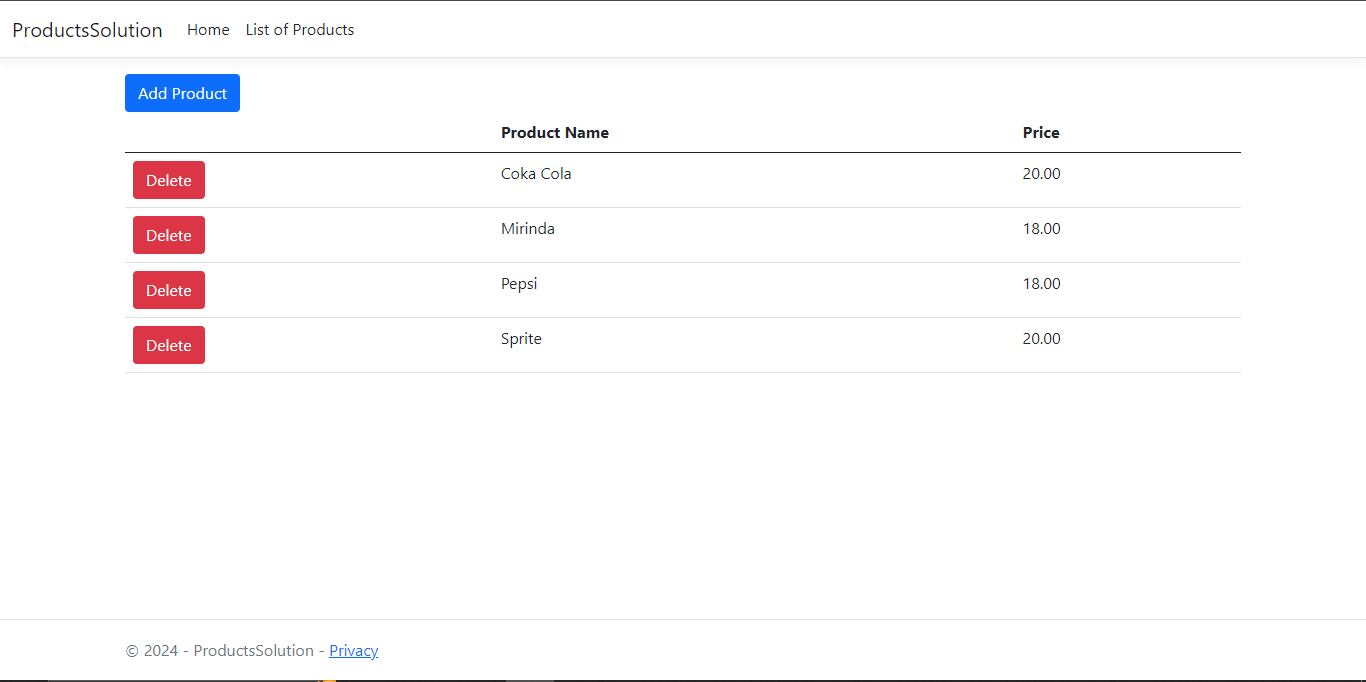 ProductsSolution Home List of Products
Add Product
Product Name Price
Delete Coka Cola 20.00
Delete Mirinda 18.00
Delete Pepsi 18.00
Delete Sprite 20.00
© 2024 - ProductsSolution - Privacy